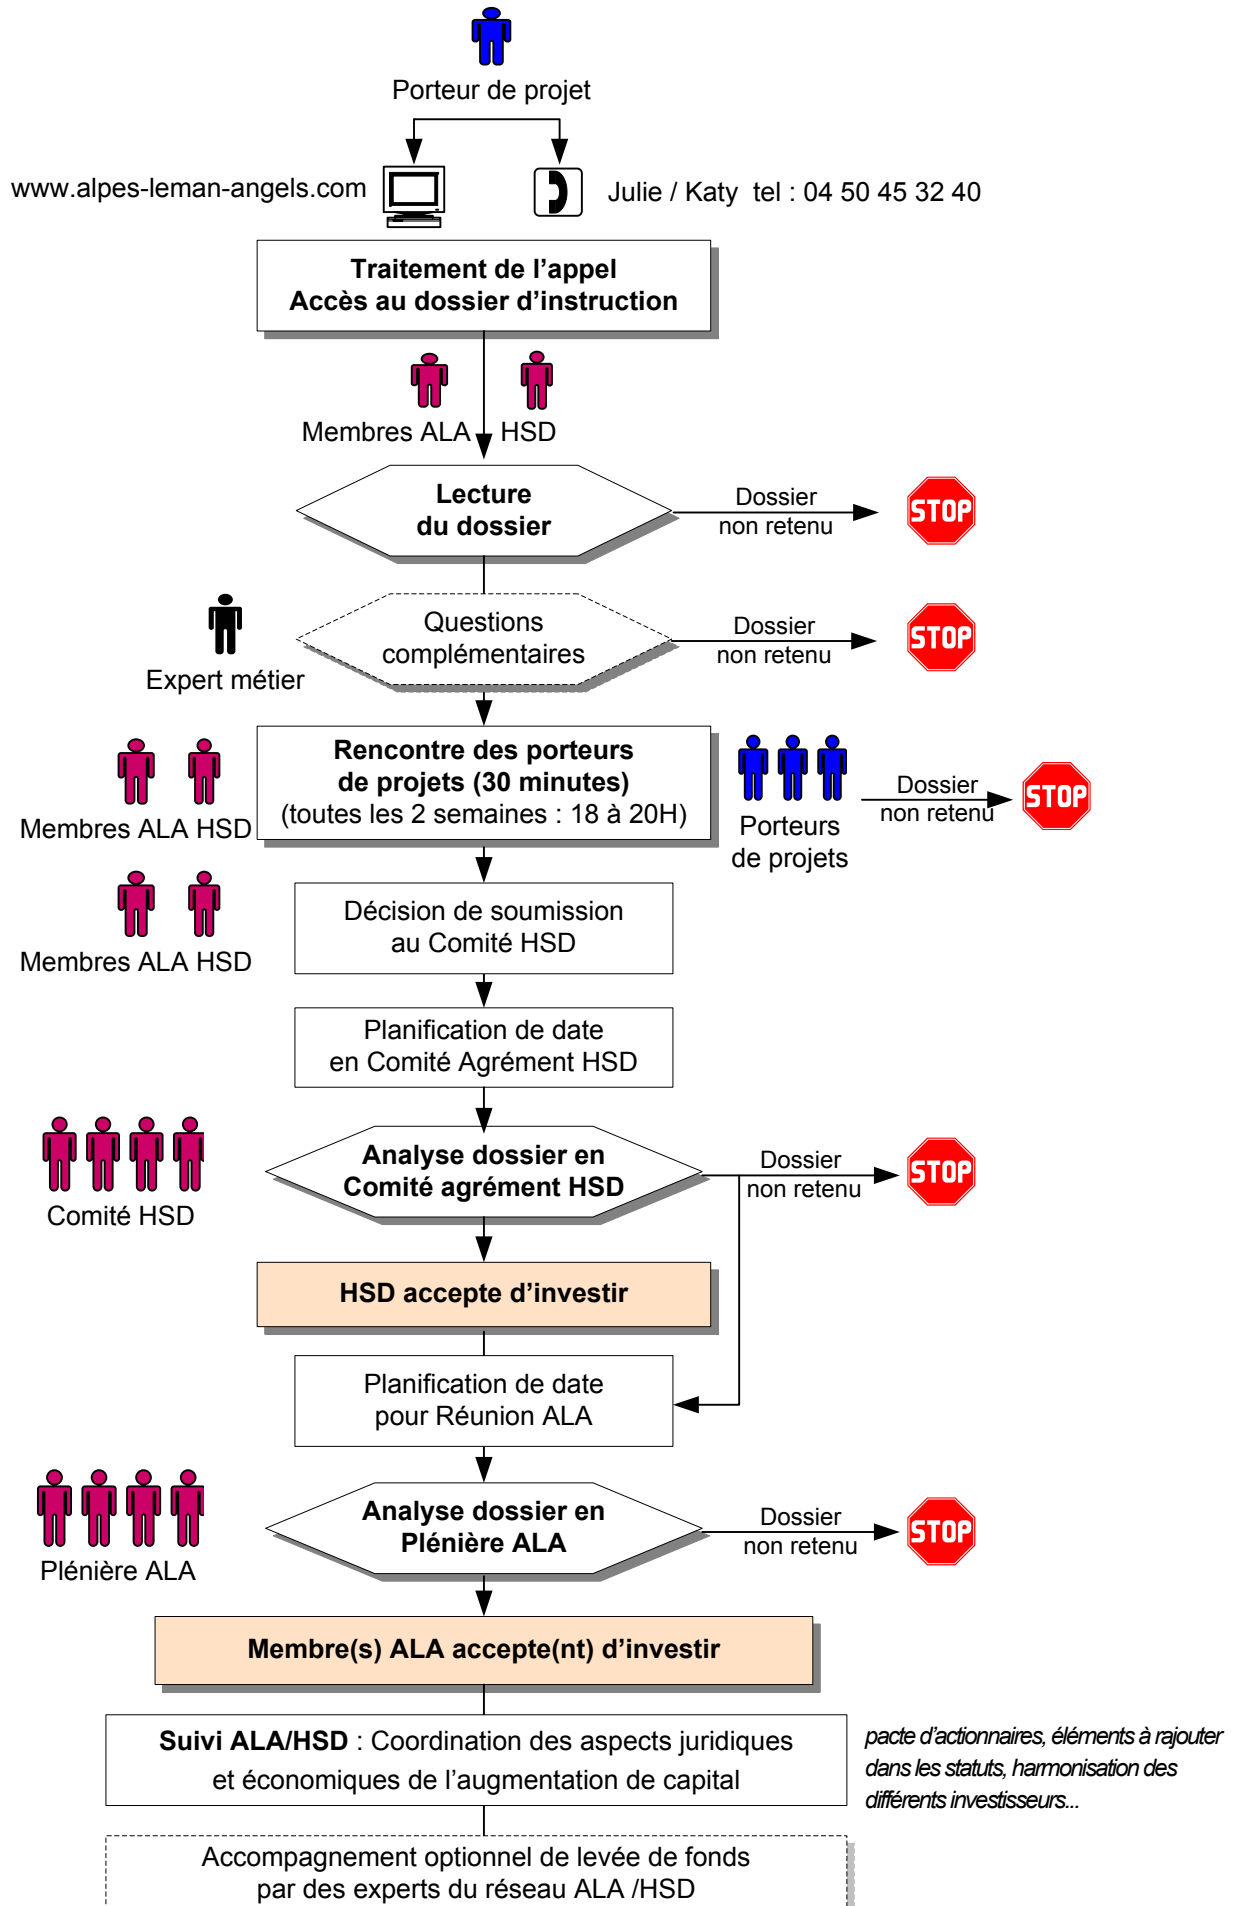 Porteur de projet
www.alpes-leman-angels.com
Julie / Katy tel : 04 50 45 32 40
Traitement de l’appel
Accès au dossier d’instruction
Membres ALA
HSD
Lecture
du dossier
Dossier
non retenu
STOP
Expert métier
Questions
complémentaires
Dossier
non retenu
STOP
Membres ALA HSD
Rencontre des porteurs
de projets (30 minutes)
(toutes les 2 semaines : 18 à 20H)
Porteurs
de projets
Dossier
non retenu
STOP
Membres ALA HSD
Décision de soumission
au Comité HSD
Planification de date
en Comité Agrément HSD
Comité HSD
Analyse dossier en
Comité agrément HSD
Dossier
non retenu
STOP
HSD accepte d’investir
Planification de date
pour Réunion ALA
Plénière ALA
Analyse dossier en
Plénière ALA
Dossier
non retenu
STOP
Membre(s) ALA accepte(nt) d’investir
Suivi ALA/HSD : Coordination des aspects juridiques
et économiques de l’augmentation de capital
pacte d’actionnaires, éléments à rajouter
dans les statuts, harmonisation des
différents investisseurs...
Accompagnement optionnel de levée de fonds
par des experts du réseau ALA /HSD